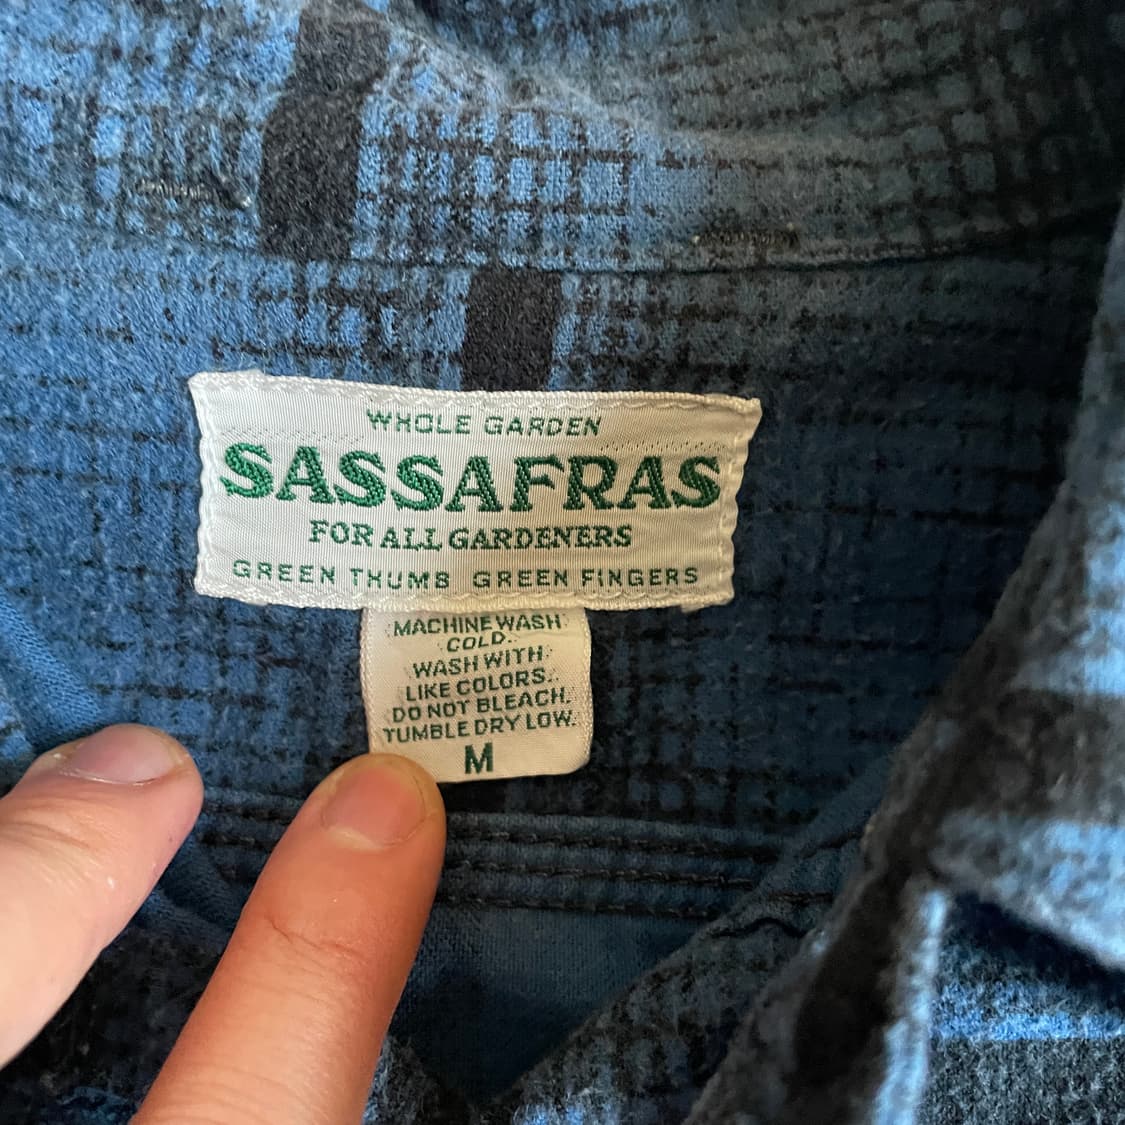 WHOLE GARDEN
SASSAFRAS
FOR ALL GARDENERS
GREEN THUMB GREEN FINGERS
MACHINE WASH
COLD.
WASH WITH
LIKE COLORS.
DO NOT BLEACH.
TUMBLE DRY LOW.
M